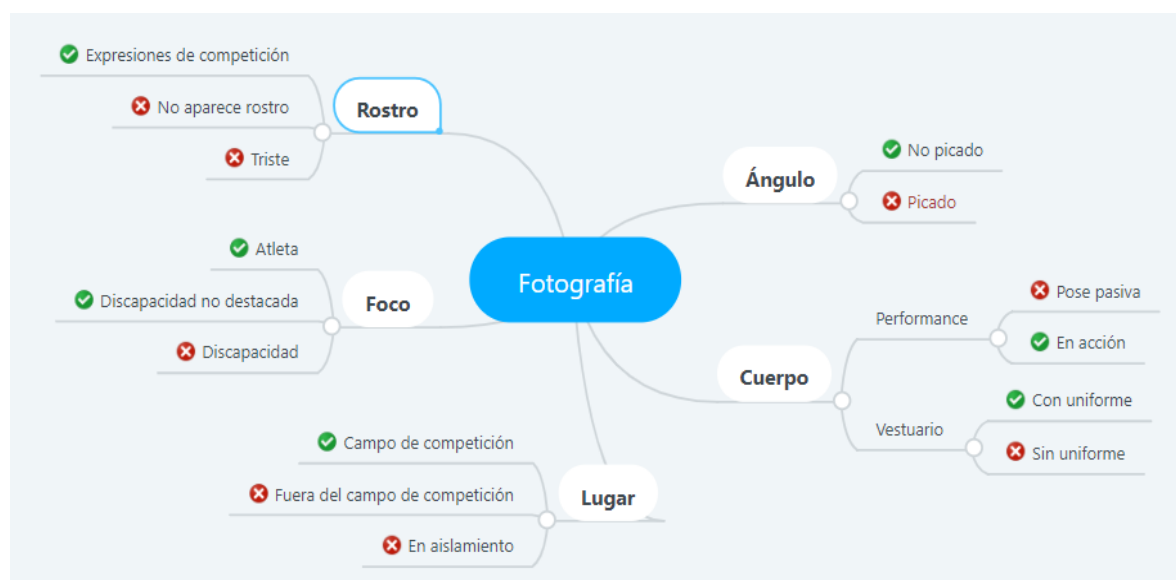 Fotografía
Rostro
Expresiones de competición
No aparece rostro
Triste
Foco
Atleta
Discapacidad no destacada
Discapacidad
Lugar
Campo de competición
Fuera del campo de competición
En aislamiento
Ángulo
No picado
Picado
Cuerpo
Performance
Pose pasiva
En acción
Vestuario
Con uniforme
Sin uniforme